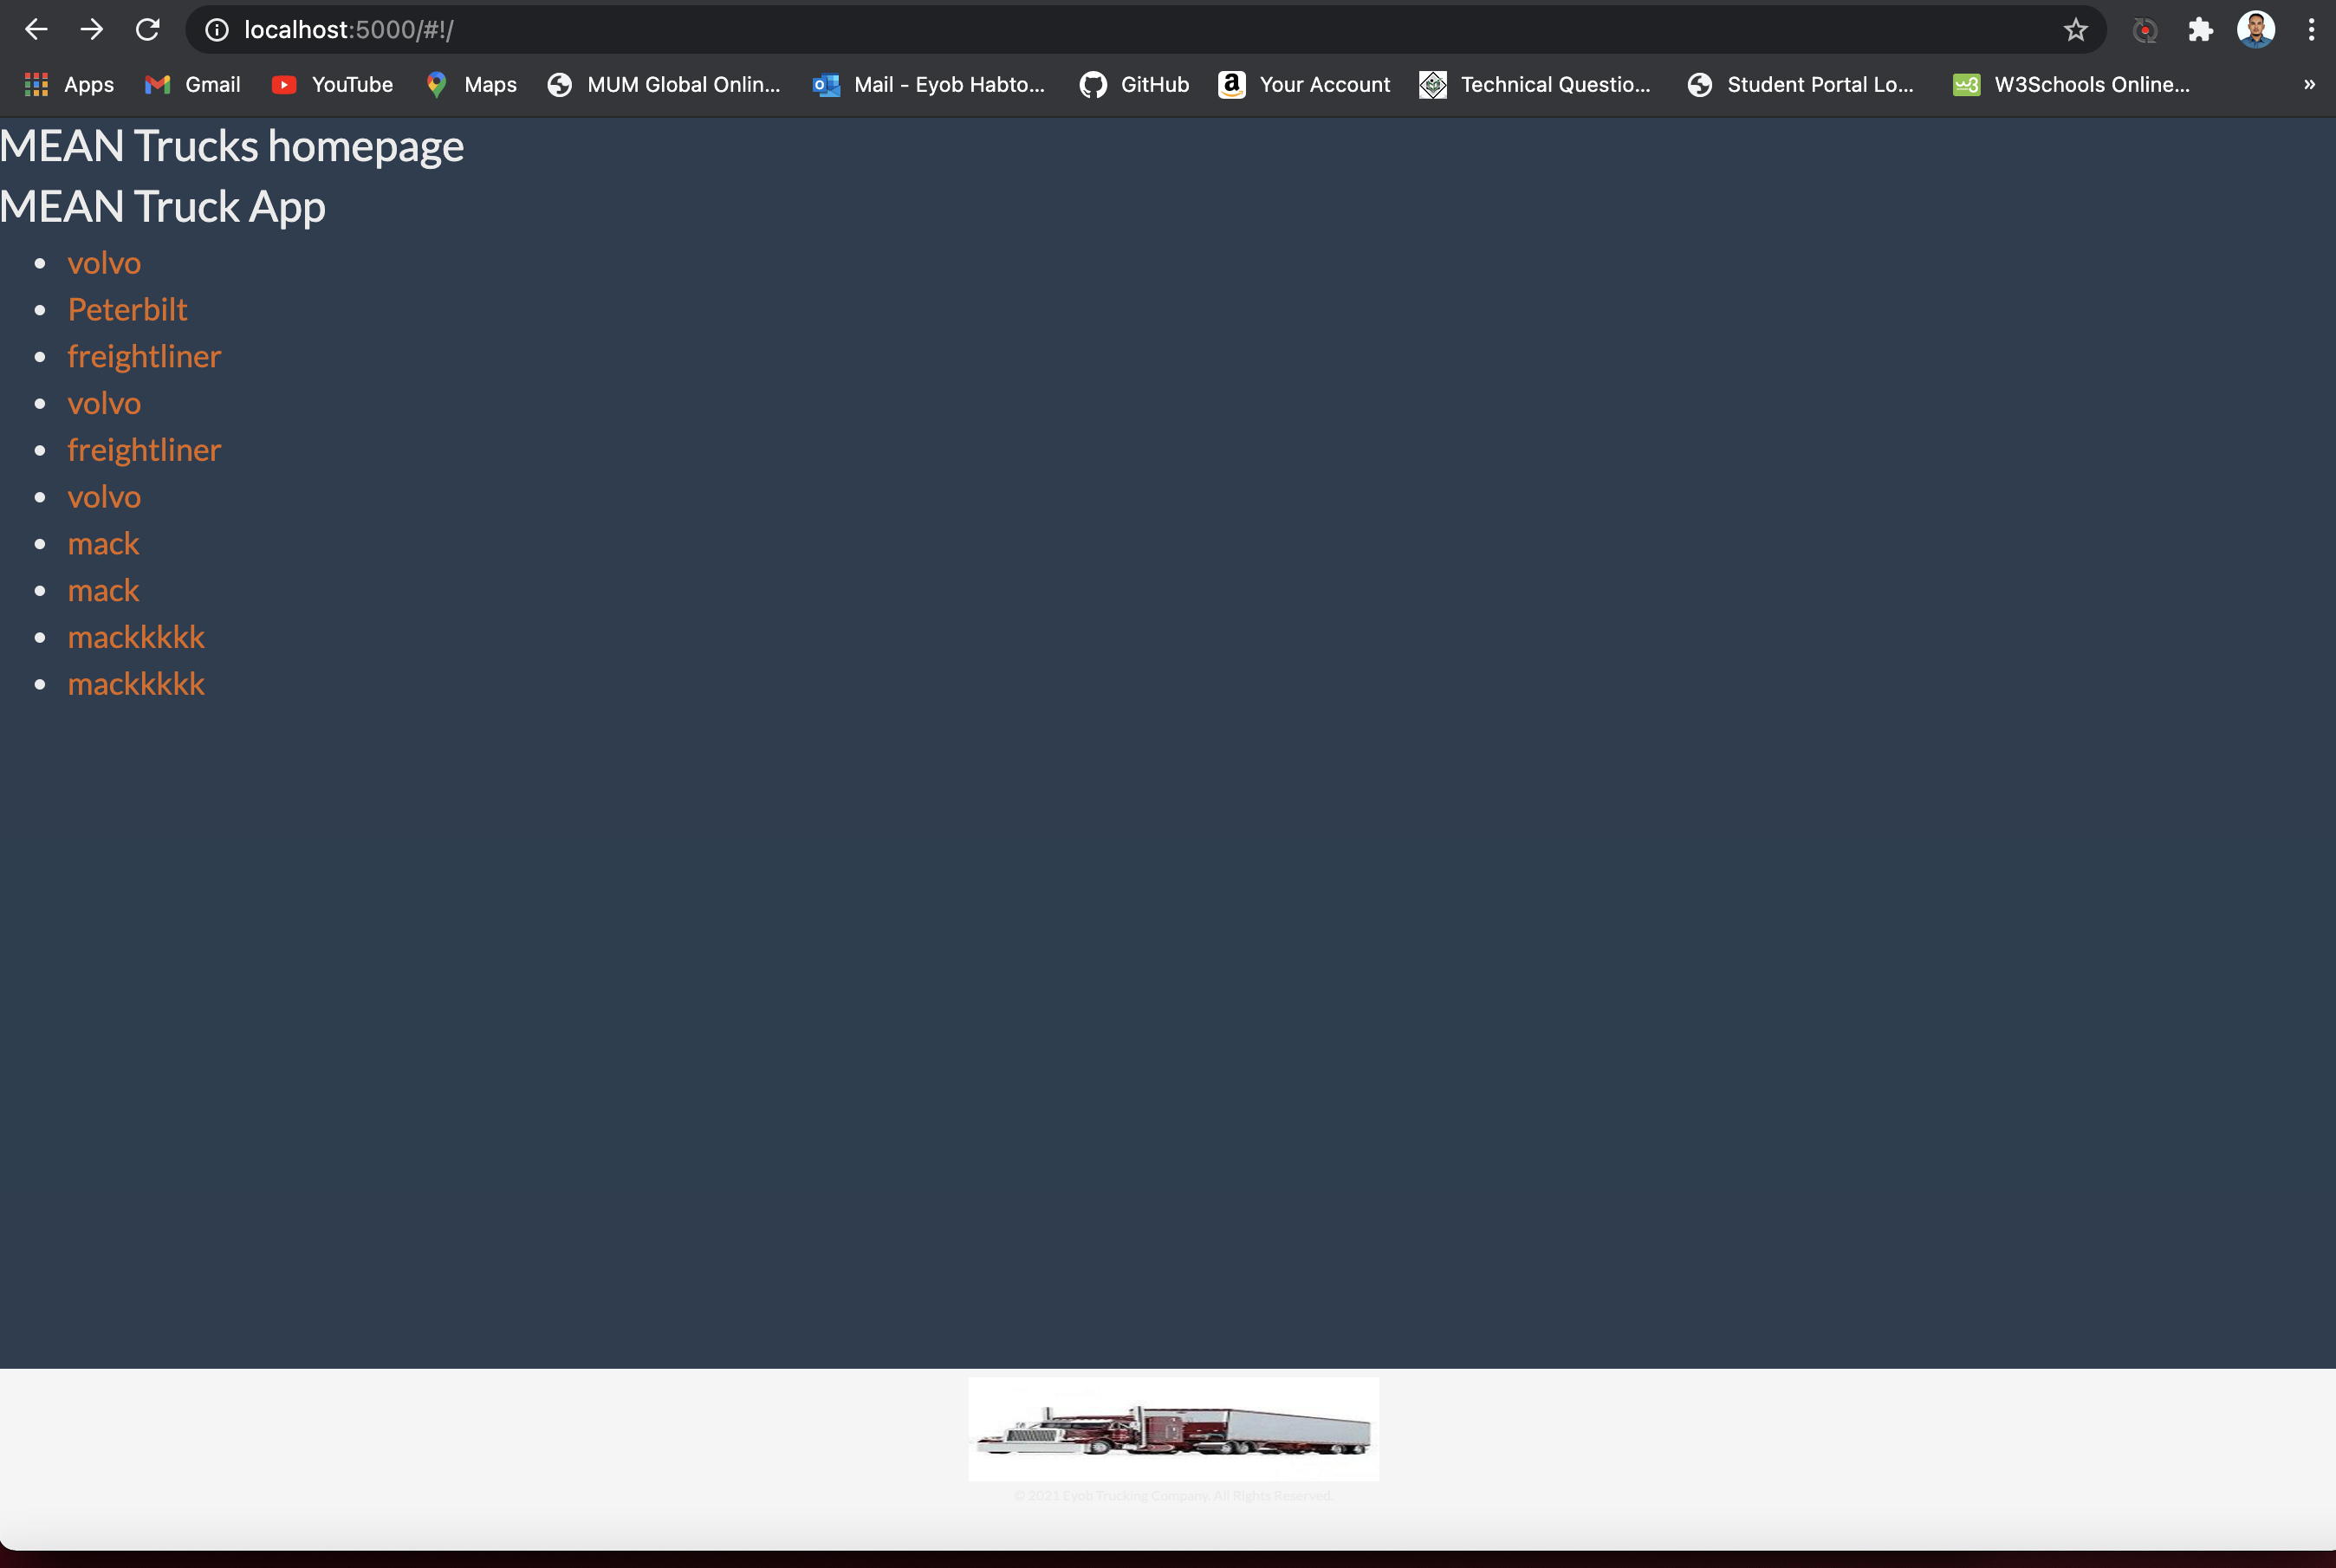 localhost:5000/#!/
Apps Gmail YouTube Maps MUM Global Onlin... Mail - Eyob Habto... GitHub a Your Account Technical Questio... Student Portal Lo... w3 W3Schools Online... »
MEAN Trucks homepage
MEAN Truck App
volvo
Peterbilt
freightliner
volvo
freightliner
volvo
mack
mack
mackkkkk
mackkkkk
© 2021 Eyob Trucking Company. All Rights Reserved.